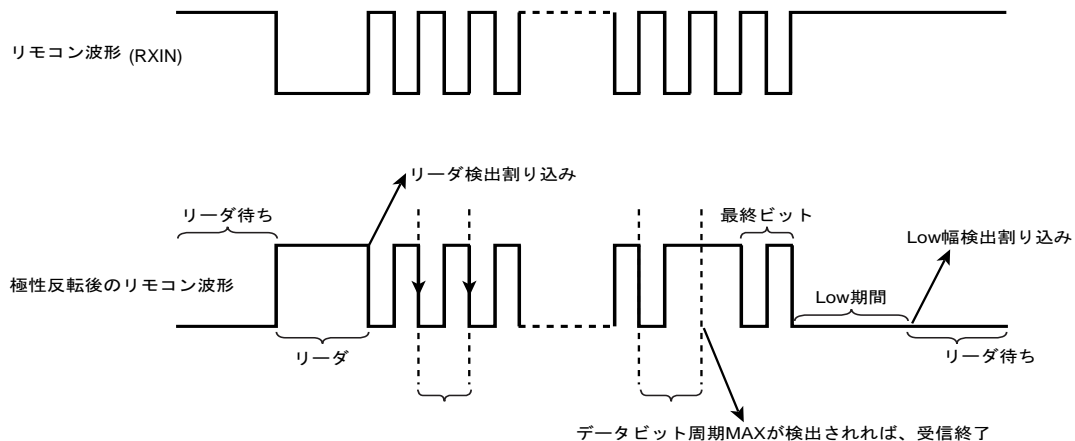 リモコン波形 (RXIN)
リーダ検出割り込み
リーダ待ち
最終ビット
Low幅検出割り込み
極性反転後のリモコン波形
Low期間
リーダ
リーダ待ち
データビット周期MAXが検出されれば、受信終了